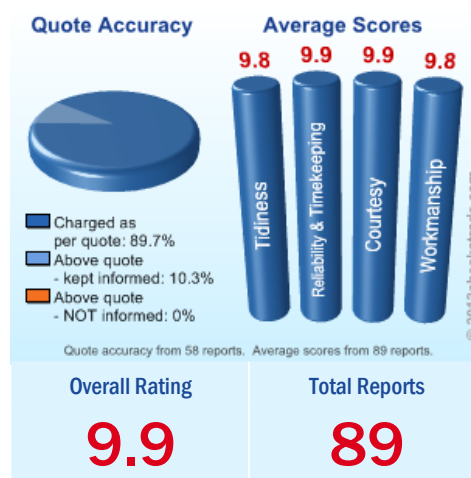 Quote Accuracy
Average Scores
9.8
9.9
9.9
9.8
Tidiness
Reliability & Timekeeping
Courtesy
Workmanship
Charged as
per quote: 89.7%
Above quote
- kept informed: 10.3%
Above quote
- NOT informed: 0%
Quote accuracy from 58 reports. Average scores from 89 reports.
Overall Rating
Total Reports
9.9
89